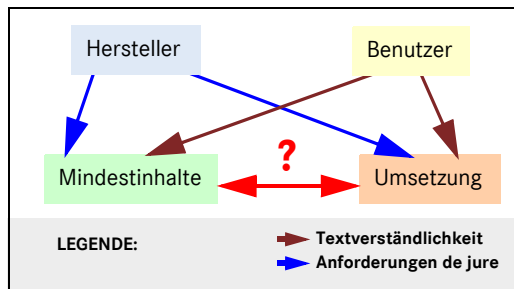 Hersteller
Benutzer
?
Mindestinhalte
Umsetzung
LEGENDE:
Textverständlichkeit
Anforderungen de jure